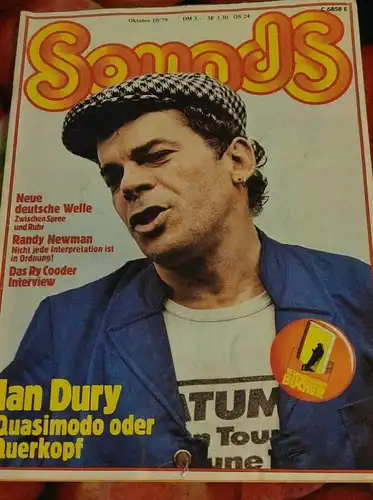 Oktober 10/79 DM 3,- SF 3.30 ÖS 24
C 6858 E
Sounds
Neue
deutsche Welle
Zwischen Spree
und Ruhr
Randy Newman
Nicht jede Interpretation ist
in Ordnung!
Das Ry Cooder
Interview
ATUM
n Tou
une T
BÜCHER
Ian Dury
Quasimodo oder
Querkopf